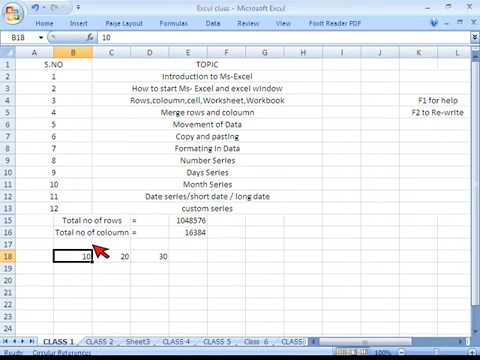 Excul class - Microsoft Excul
Home Insert Page Layout Formulas Data Review View Foxit Reader PDF
B18 fx 10
A B C D E F G H I J K L
1 S.NO TOPIC
2 1 Introduction to Ms-Excel
3 2 How to start Ms- Excel and excel window
4 3 Rows,coloumn,cell,Worksheet,Workbook F1 for help
5 4 Merge rows and column F2 to Re-write
6 5 Movement of Data
7 6 Copy and pasting
8 7 Formating in Data
9 8 Number Series
10 9 Days Series
11 10 Month Series
12 11 Date series/short date / long date
13 12 custom series
15 Total no of rows = 1048576
16 Total no of coloumn = 16384
17
18 10 20 30
19
20
21
22
23
24
CLASS 1 CLASS 2 Sheet3 CLASS 4 CLASS 5 Class 6 CLASS
Ready Circular References 100%